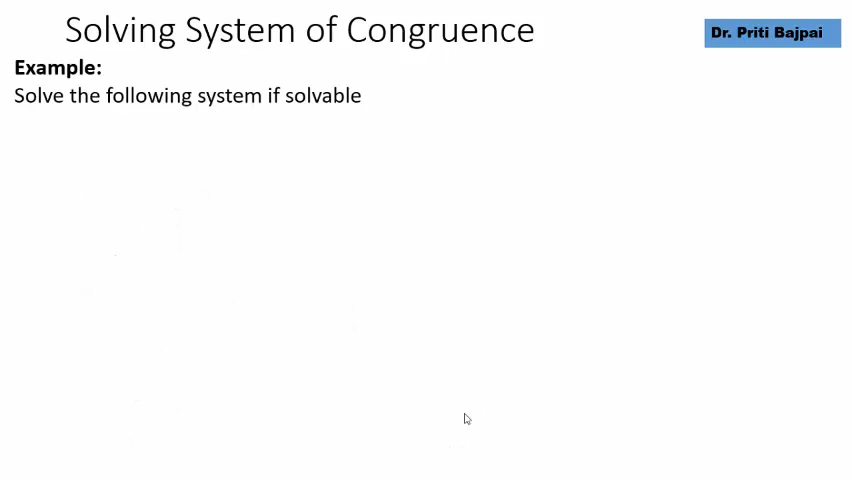 Solving System of Congruence
Dr. Priti Bajpai
Example:
Solve the following system if solvable